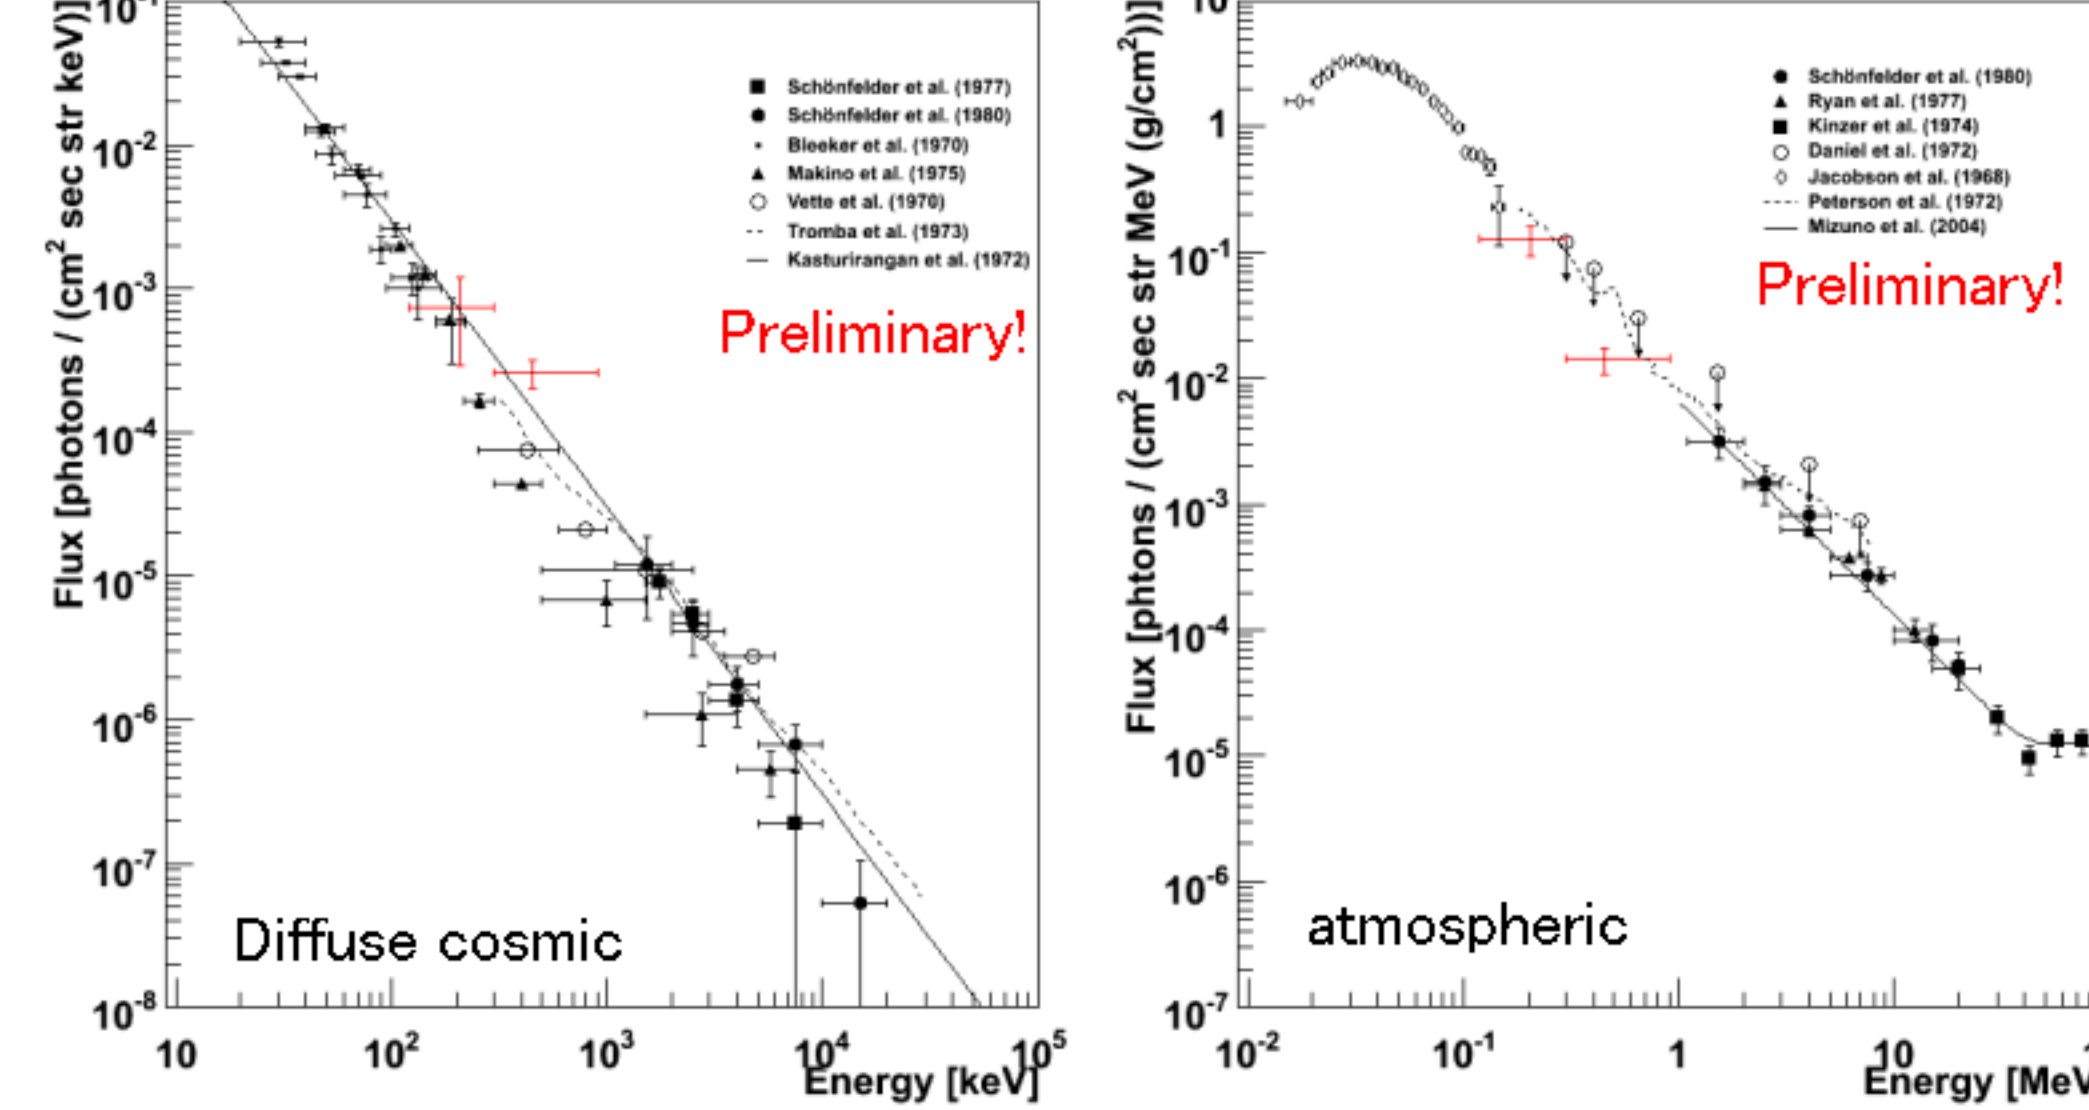 10-1
10-2
10-3
10-4
10-5
10-6
10-7
10-8
Flux [photons / (cm2 sec str keV)]
Schönfelder et al. (1977)
Schönfelder et al. (1980)
Bleeker et al. (1970)
Makino et al. (1975)
Vette et al. (1970)
Tromba et al. (1973)
Kasturirangan et al. (1972)
Preliminary!
Diffuse cosmic
10 102 103 104 105
Energy [keV]
10
1
10-1
10-2
10-3
10-4
10-5
10-6
10-7
Flux [phtons / (cm2 sec str MeV (g/cm2))]
Schönfelder et al. (1980)
Ryan et al. (1977)
Kinzer et al. (1974)
Daniel et al. (1972)
Jacobson et al. (1968)
Peterson et al. (1972)
Mizuno et al. (2004)
Preliminary!
atmospheric
10-2 10-1 1 10
Energy [MeV